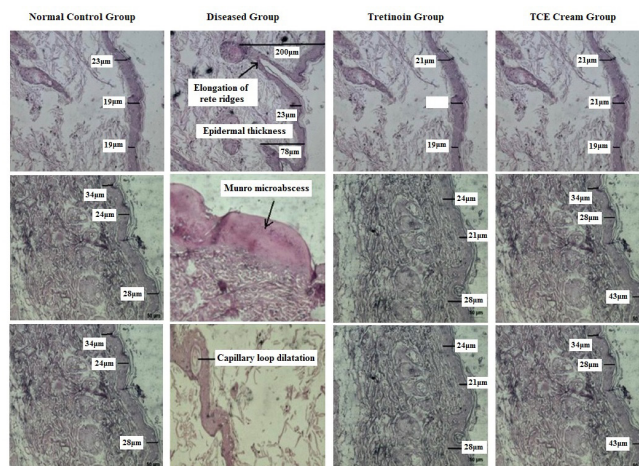 Normal Control Group
Diseased Group
Tretinoin Group
TCE Cream Group
23µm
19µm
19µm
200µm
Elongation of
rete ridges
23µm
Epidermal thickness
78µm
21µm
19µm
21µm
21µm
19µm
34µm
24µm
28µm
Munro microabscess
24µm
21µm
28µm
34µm
28µm
43µm
34µm
24µm
28µm
Capillary loop dilatation
24µm
21µm
28µm
34µm
28µm
43µm